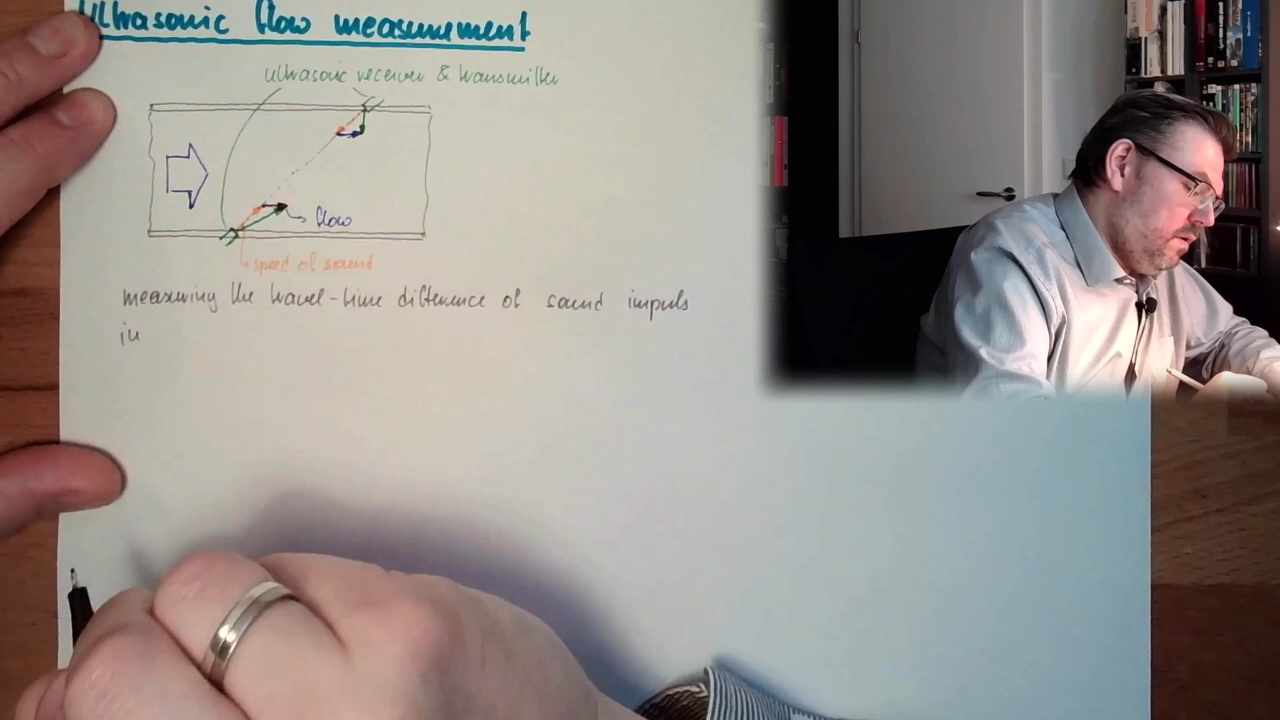 Ultrasonic flow measurement
ultrasonic receiver & transmitter
flow
speed of sound
measuring the travel-time difference of sound impuls
in